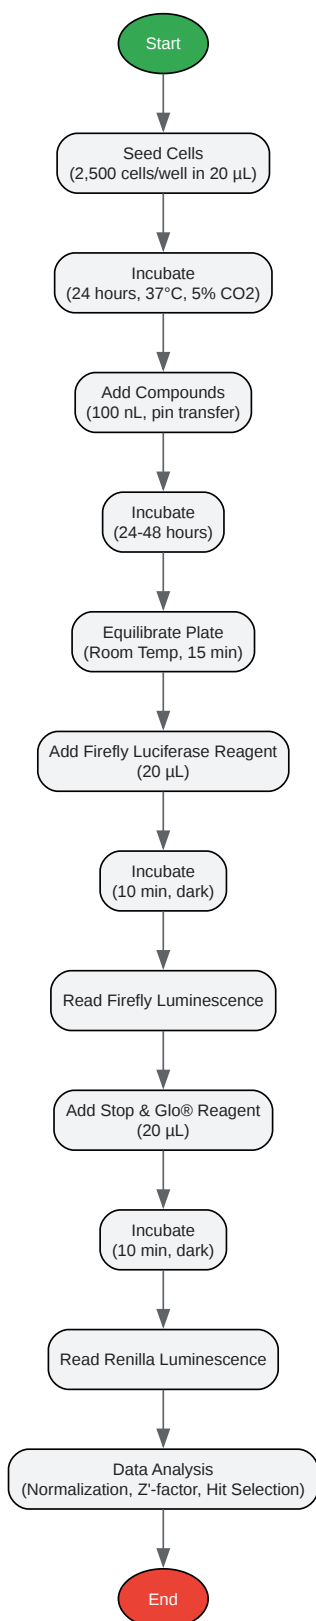 Start
Seed Cells
(2,500 cells/well in 20 µL)
Incubate
(24 hours, 37°C, 5% CO2)
Add Compounds
(100 nL, pin transfer)
Incubate
(24-48 hours)
Equilibrate Plate
(Room Temp, 15 min)
Add Firefly Luciferase Reagent
(20 µL)
Incubate
(10 min, dark)
Read Firefly Luminescence
Add Stop & Glo® Reagent
(20 µL)
Incubate
(10 min, dark)
Read Renilla Luminescence
Data Analysis
(Normalization, Z'-factor, Hit Selection)
End